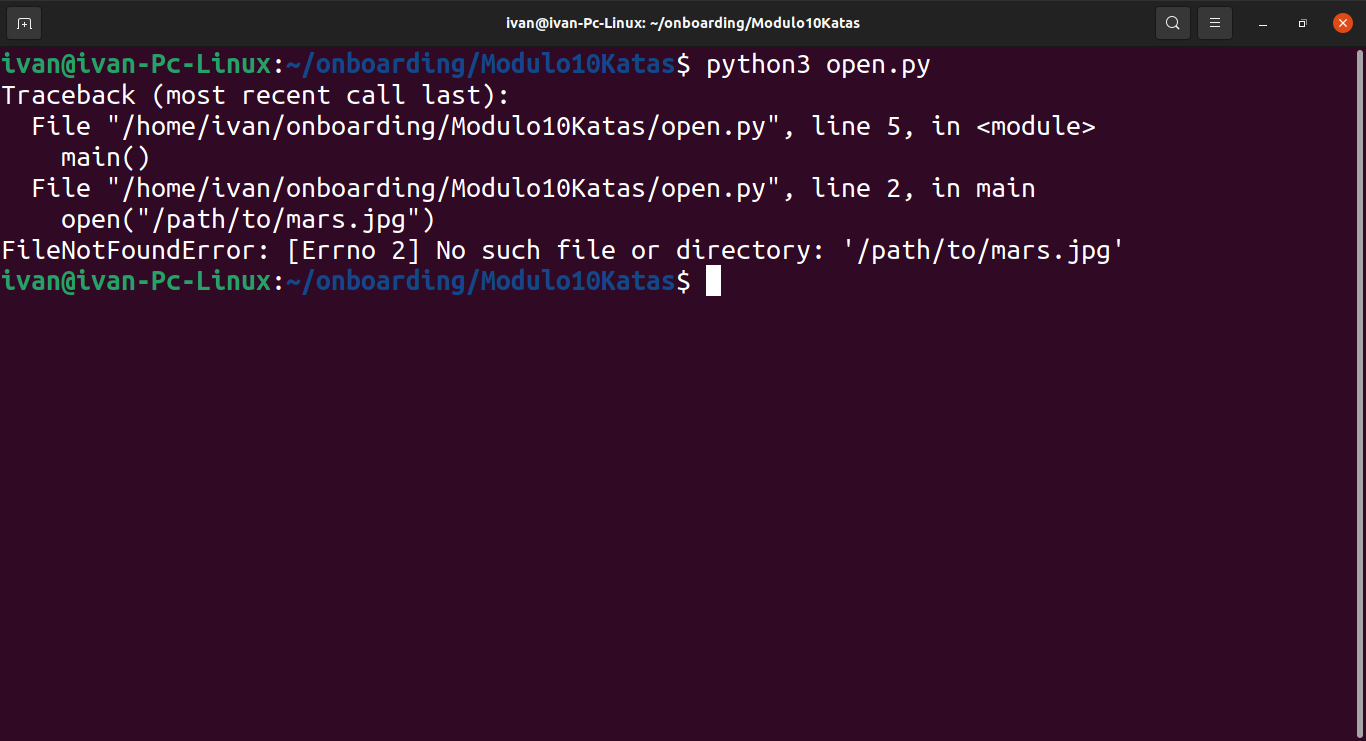 ivan@ivan-Pc-Linux: ~/onboarding/Modulo10Katas
ivan@ivan-Pc-Linux:~/onboarding/Modulo10Katas$ python3 open.py
Traceback (most recent call last):
  File "/home/ivan/onboarding/Modulo10Katas/open.py", line 5, in <module>
    main()
  File "/home/ivan/onboarding/Modulo10Katas/open.py", line 2, in main
    open("/path/to/mars.jpg")
FileNotFoundError: [Errno 2] No such file or directory: '/path/to/mars.jpg'
ivan@ivan-Pc-Linux:~/onboarding/Modulo10Katas$